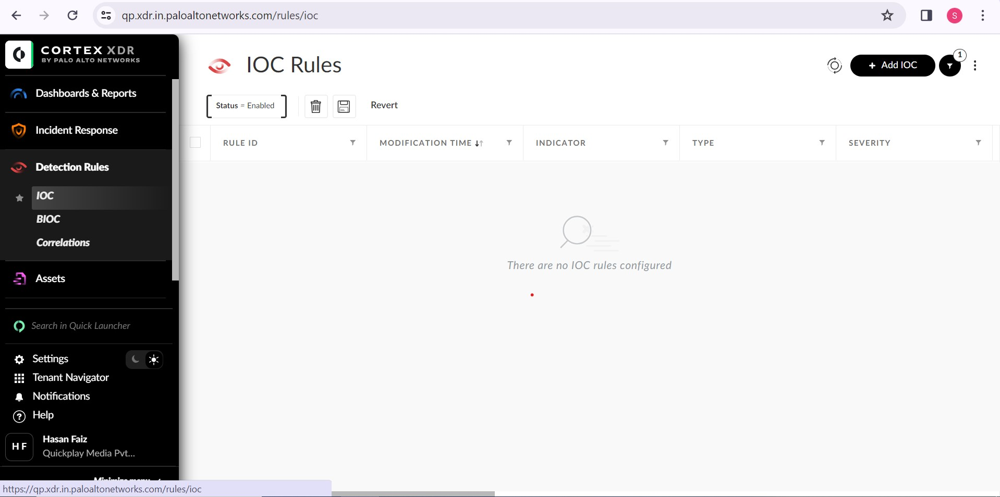 qp.xdr.in.paloaltonetworks.com/rules/ioc
S
CORTEX XDR
BY PALO ALTO NETWORKS
Dashboards & Reports
Incident Response
Detection Rules
IOC
BIOC
Correlations
Assets
Search in Quick Launcher
Settings
Tenant Navigator
Notifications
Help
HF
Hasan Faiz
Quickplay Media Pvt...
Minimize menu
https://qp.xdr.in.paloaltonetworks.com/rules/ioc
IOC Rules
+ Add IOC
1
Status = Enabled
Revert
RULE ID
MODIFICATION TIME
INDICATOR
TYPE
SEVERITY
There are no IOC rules configured